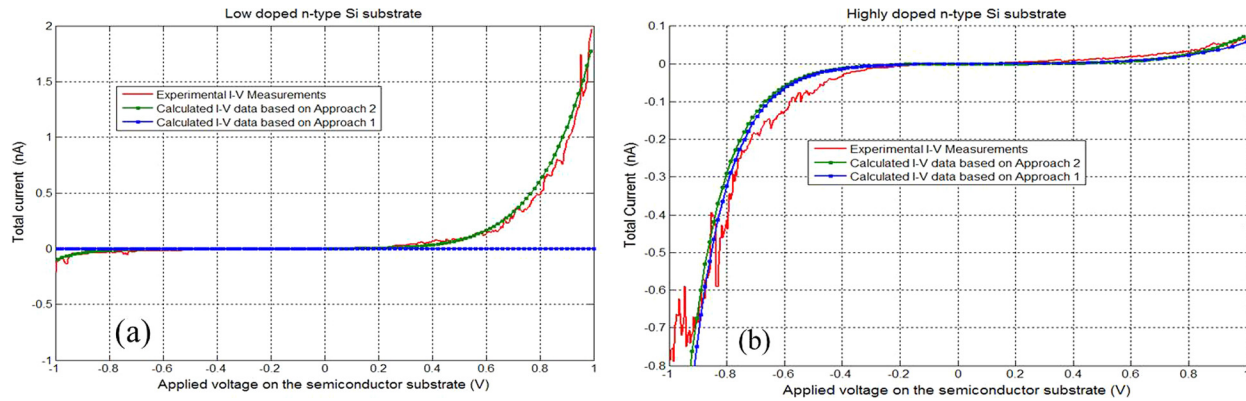 Low doped n-type Si substrate
2
1.5
1
0.5
0
-0.5
-1
Total current (nA)
Experimental I-V Measurements
Calculated I-V data based on Approach 2
Calculated I-V data based on Approach 1
(a)
-1 -0.8 -0.6 -0.4 -0.2 0 0.2 0.4 0.6 0.8 1
Applied voltage on the semiconductor substrate (V)
Highly doped n-type Si substrate
0.1
0
-0.1
-0.2
-0.3
-0.4
-0.5
-0.6
-0.7
-0.8
Total Current (nA)
Experimental I-V Measurements
Calculated I-V data based on Approach 2
Calculated I-V data based on Approach 1
(b)
-1 -0.8 -0.6 -0.4 -0.2 0 0.2 0.4 0.6 0.8 1
Applied voltage on the semiconductor substrate (V)